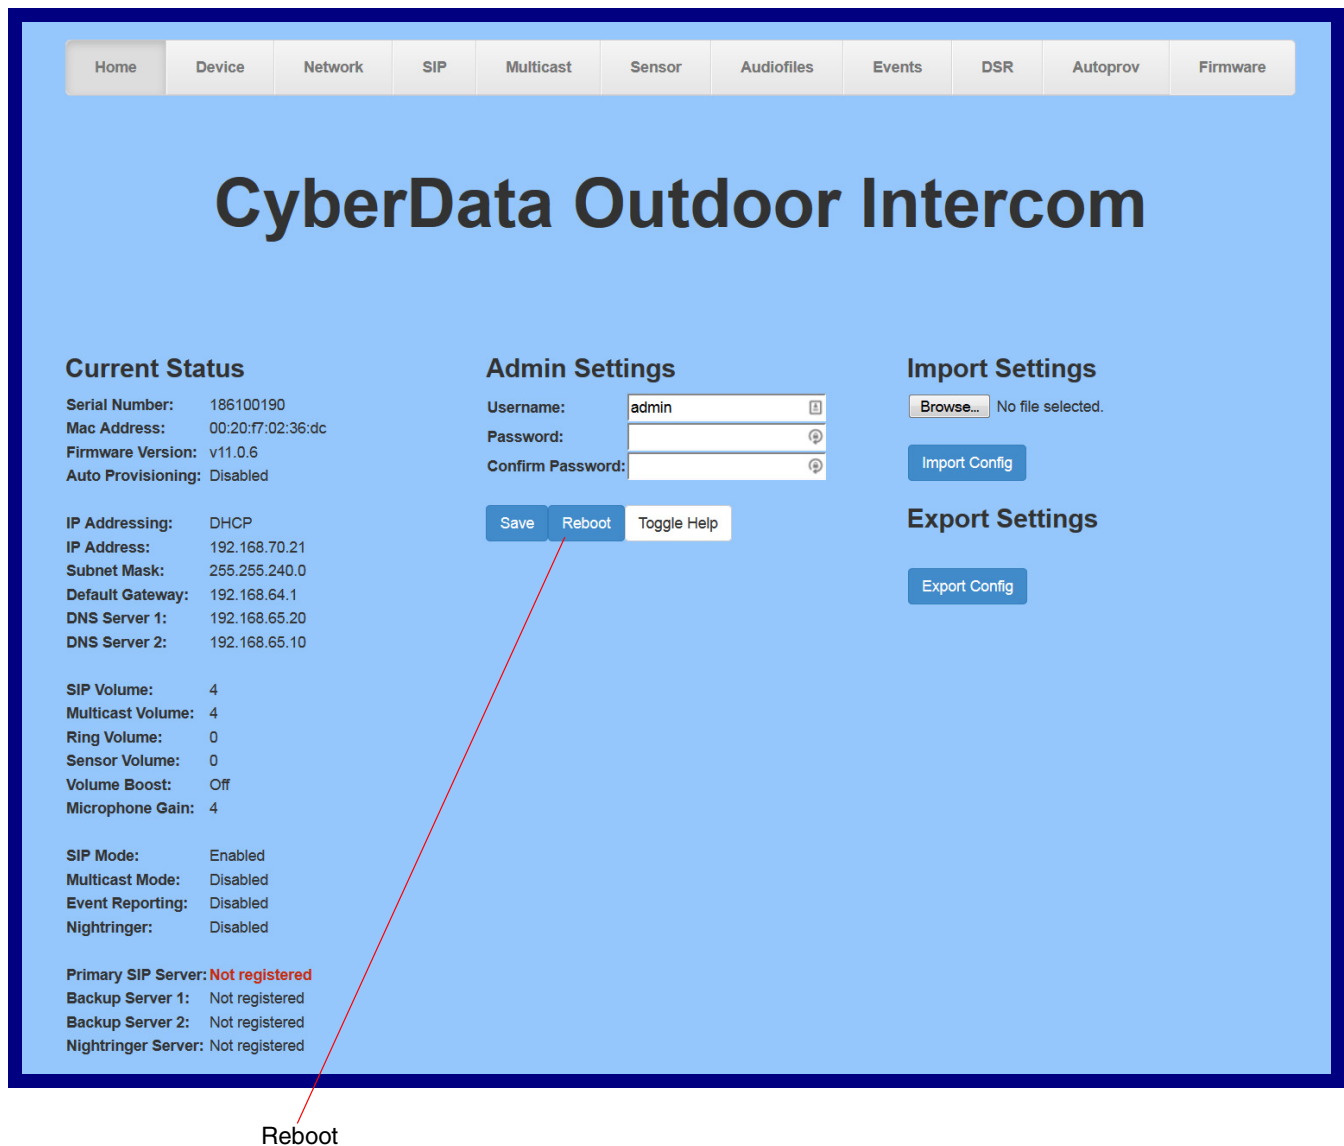 Home Device Network SIP Multicast Sensor Audiofiles Events DSR Autoprov Firmware
CyberData Outdoor Intercom
Current Status
Serial Number: 186100190
Mac Address: 00:20:f7:02:36:dc
Firmware Version: v11.0.6
Auto Provisioning: Disabled
IP Addressing: DHCP
IP Address: 192.168.70.21
Subnet Mask: 255.255.240.0
Default Gateway: 192.168.64.1
DNS Server 1: 192.168.65.20
DNS Server 2: 192.168.65.10
SIP Volume: 4
Multicast Volume: 4
Ring Volume: 0
Sensor Volume: 0
Volume Boost: Off
Microphone Gain: 4
SIP Mode: Enabled
Multicast Mode: Disabled
Event Reporting: Disabled
Nightringer: Disabled
Primary SIP Server: Not registered
Backup Server 1: Not registered
Backup Server 2: Not registered
Nightringer Server: Not registered
Admin Settings
Username: admin
Password:
Confirm Password:
Save Reboot Toggle Help
Import Settings
Browse... No file selected.
Import Config
Export Settings
Export Config
Reboot